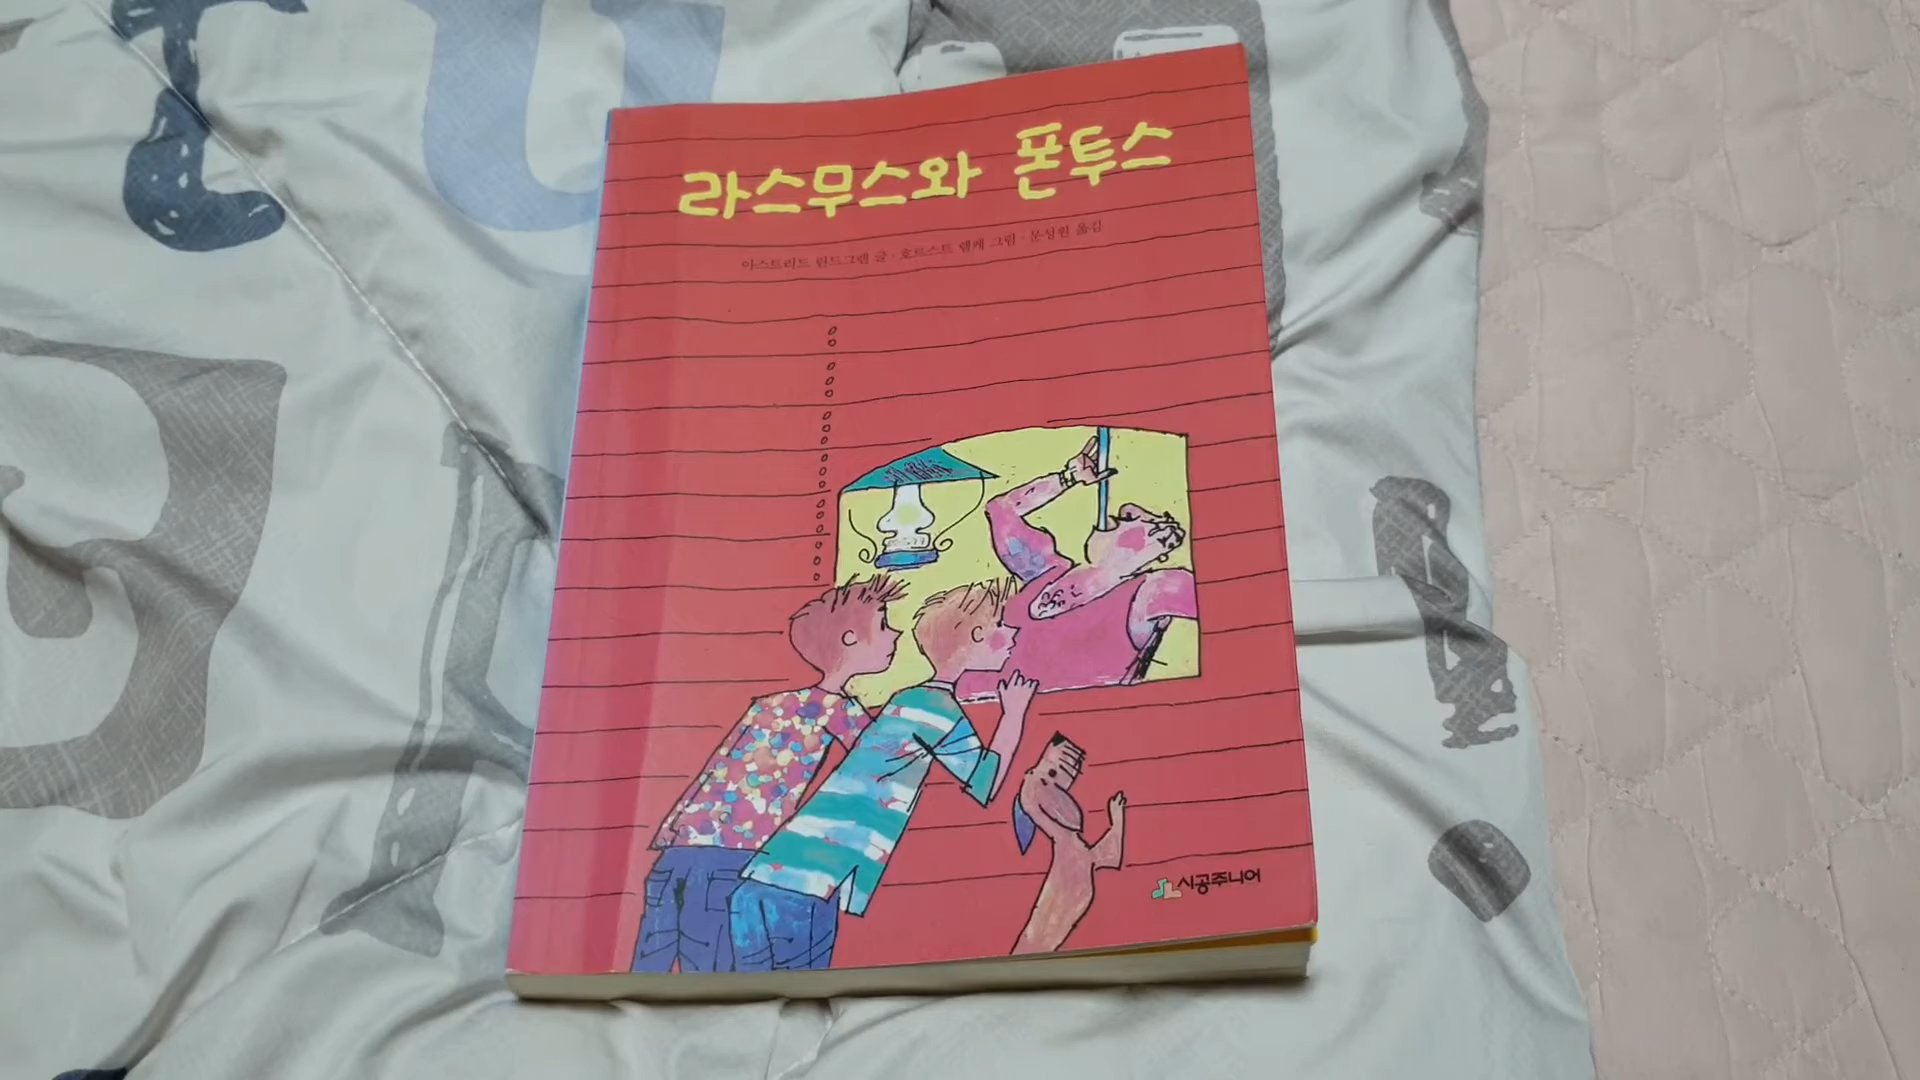 라스무스와 폰투스
아스트리드 린드그렌 글 · 호르스트 렘케 그림 · 문성원 옮김
시공주니어